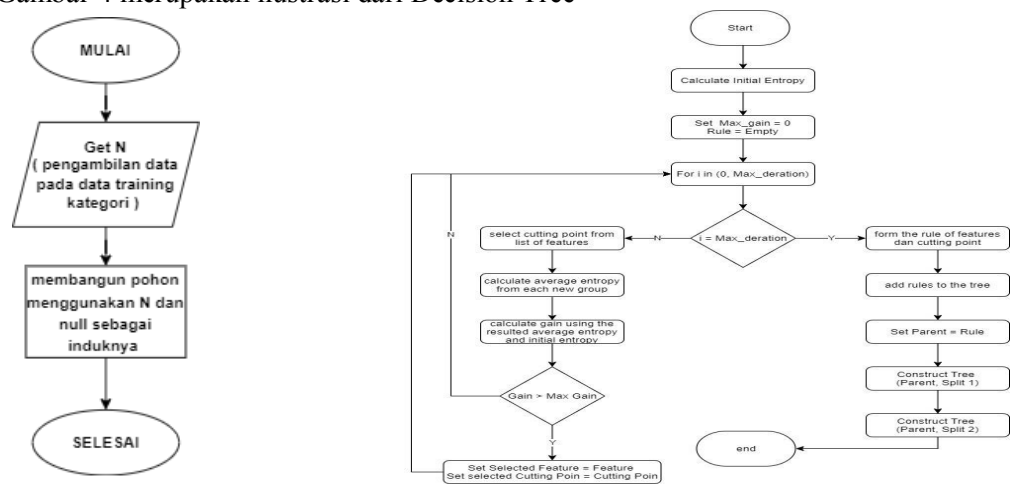 Gambar 4 merupakan ilustrasi dari Decision Tree
MULAI
Get N
( pengambilan data
pada data training
kategori )
membangun pohon
menggunakan N dan
null sebagai
induknya
SELESAI
Start
Calculate Initial Entropy
Set Max_gain = 0
Rule = Empty
For i in (0, Max_deration)
i = Max_deration
N
Y
select cutting point from
list of features
calculate average entropy
from each new group
calculate gain using the
resulted average entropy
and initial entropy
Gain > Max Gain
N
Y
Set Selected Feature = Feature
Set selected Cutting Poin = Cutting Poin
form the rule of features
dan cutting point
add rules to the tree
Set Parent = Rule
Construct Tree
(Parent, Split 1)
Construct Tree
(Parent, Split 2)
end